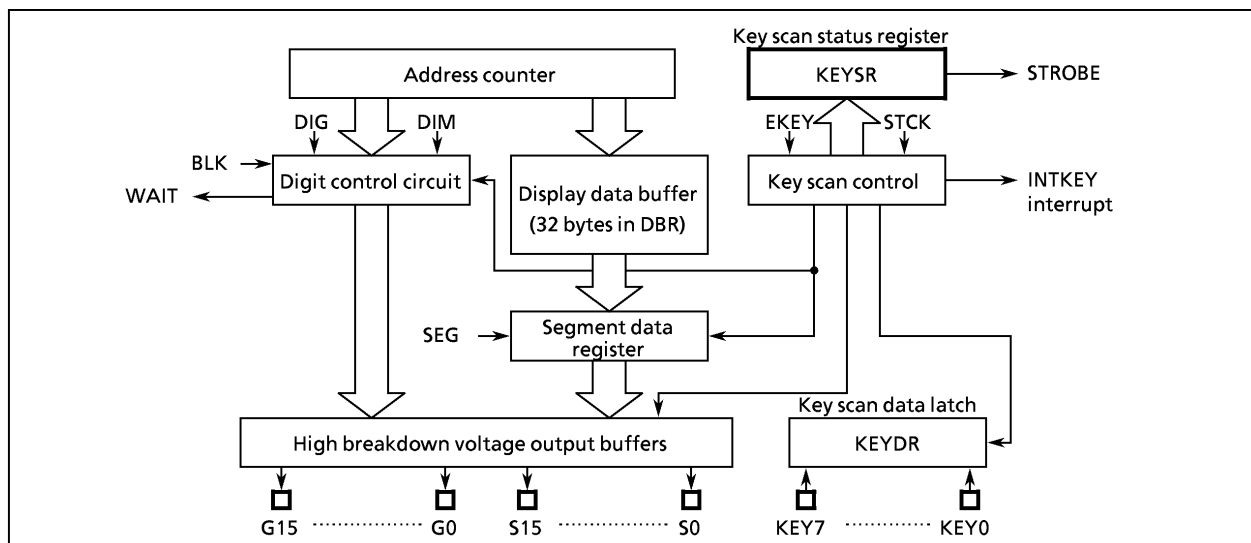 Key scan status register
Address counter
KEYSR
STROBE
DIG
DIM
EKEY
STCK
BLK
WAIT
Digit control circuit
Display data buffer
(32 bytes in DBR)
Key scan control
INTKEY
interrupt
SEG
Segment data
register
Key scan data latch
High breakdown voltage output buffers
KEYDR
G15 ................ G0 S15 ................ S0 KEY7 ............ KEY0